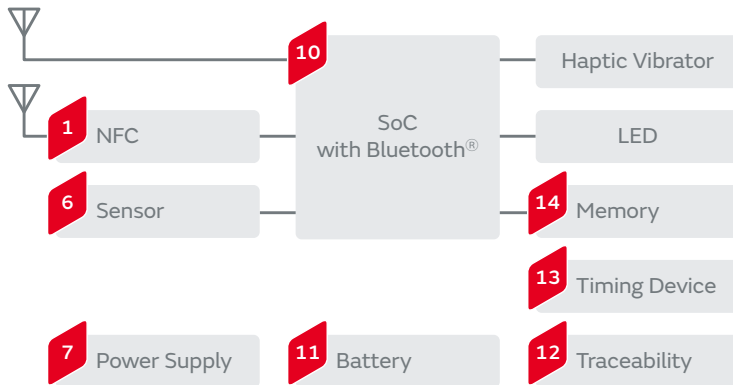 10
Haptic Vibrator
1
NFC
SoC
with Bluetooth®
LED
6
Sensor
14
Memory
13
Timing Device
7
Power Supply
11
Battery
12
Traceability